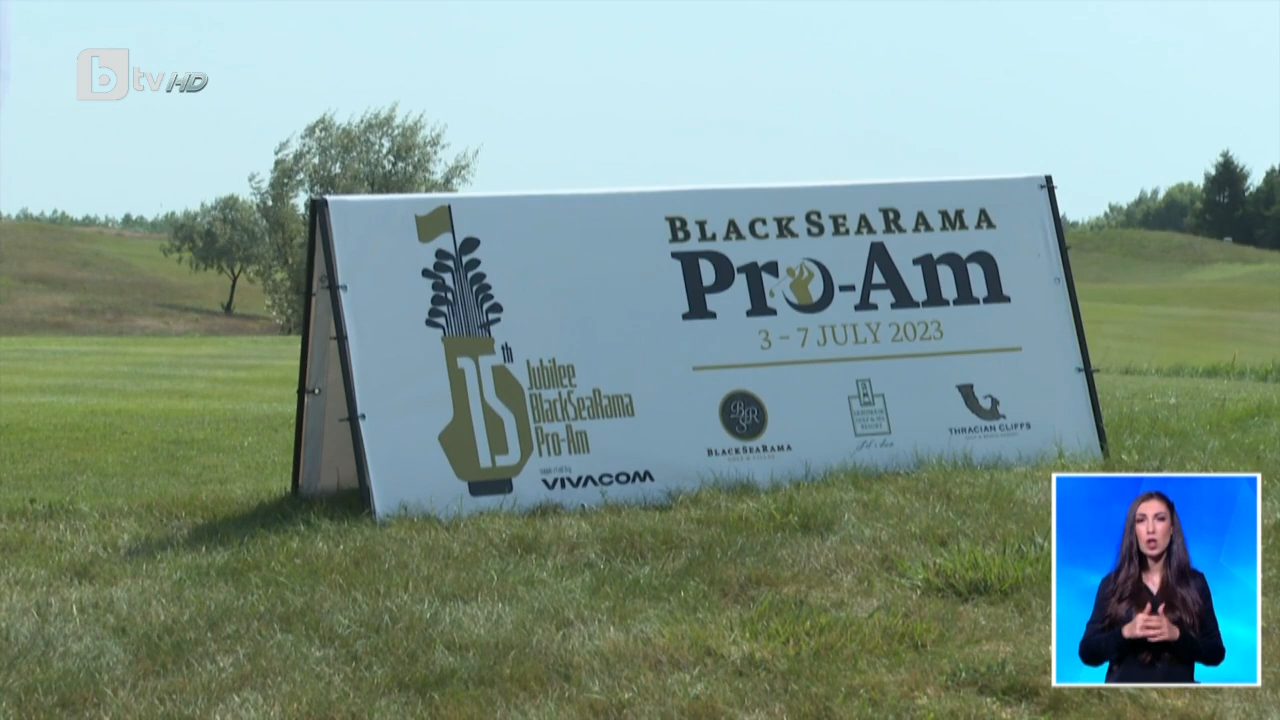 btv HD
BLACKSEARAMA
Pro-Am
3 – 7 JULY 2023
15th
Jubilee
BlackSeaRama
Pro-Am
VIVACOM
BSR
BLACKSEARAMA
THRACIAN CLIFFS